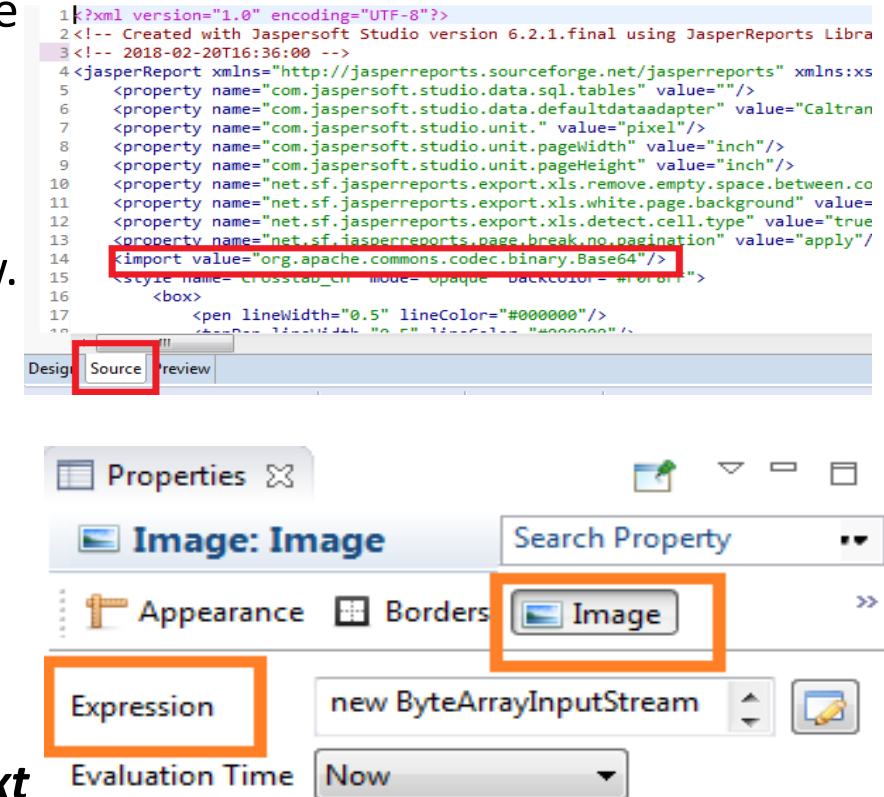 e
1 <?xml version="1.0" encoding="UTF-8"?>
2 <!-- Created with Jaspersoft Studio version 6.2.1.final using JasperReports Libra
3 <!-- 2018-02-20T16:36:00 -->
4 <jasperReport xmlns="http://jasperreports.sourceforge.net/jasperreports" xmlns:xs
5 <property name="com.jaspersoft.studio.data.sql.tables" value=""/>
6 <property name="com.jaspersoft.studio.data.defaultdataadapter" value="Caltran
7 <property name="com.jaspersoft.studio.unit." value="pixel"/>
8 <property name="com.jaspersoft.studio.unit.pageWidth" value="inch"/>
9 <property name="com.jaspersoft.studio.unit.pageHeight" value="inch"/>
10 <property name="net.sf.jasperreports.export.xls.remove.empty.space.between.co
11 <property name="net.sf.jasperreports.export.xls.white.page.background" value=
12 <property name="net.sf.jasperreports.export.xls.detect.cell.type" value="true
13 <property name="net.sf.jasperreports.page.break.no.pagination" value="apply"/
14 <import value="org.apache.commons.codec.binary.Base64"/>
15 <style name="Crosstab_CH" mode="Opaque" backcolor="#F0F8FF">
16 <box>
17 <pen lineWidth="0.5" lineColor="#000000"/>
18 <topPen lineWidth="0.5" lineColor="#000000"/>
Design Source Preview
Properties
Image: Image Search Property
Appearance Borders Image »
Expression new ByteArrayInputStream
Evaluation Time Now
xt